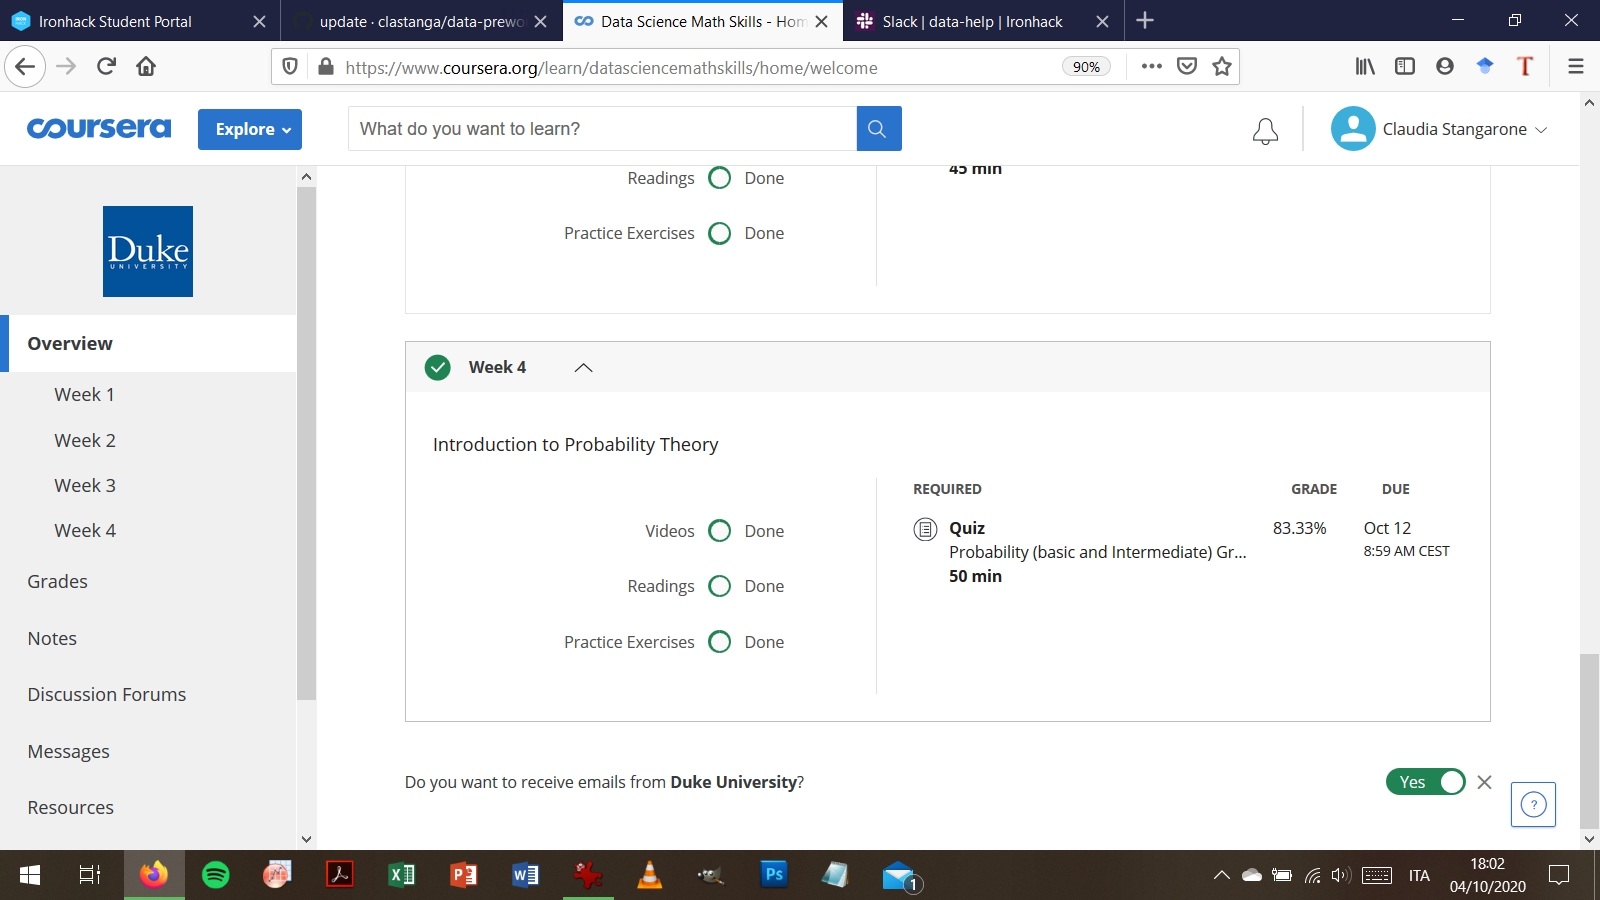 Ironhack Student Portal
update · clastanga/data-prewo
Data Science Math Skills - Hom
Slack | data-help | Ironhack
https://www.coursera.org/learn/datasciencemathskills/home/welcome
90%
T
coursera
Explore
What do you want to learn?
Claudia Stangarone
Duke
UNIVERSITY
Overview
Week 1
Week 2
Week 3
Week 4
Grades
Notes
Discussion Forums
Messages
Resources
45 min
Readings Done
Practice Exercises Done
Week 4
Introduction to Probability Theory
Videos Done
Readings Done
Practice Exercises Done
REQUIRED GRADE DUE
Quiz 83.33% Oct 12
Probability (basic and Intermediate) Gr... 8:59 AM CEST
50 min
Do you want to receive emails from Duke University?
Yes
?
Ps
1
ITA
18:02
04/10/2020